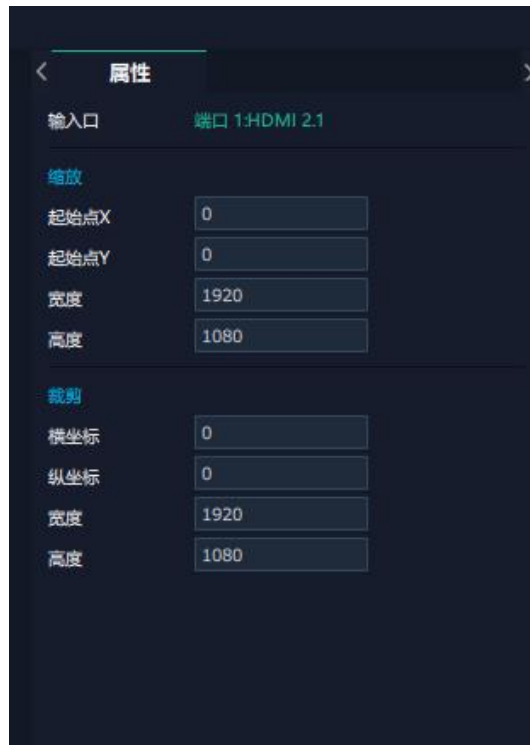 属性
输入口 端口 1:HDMI 2.1
缩放
起始点X 0
起始点Y 0
宽度 1920
高度 1080
裁剪
横坐标 0
纵坐标 0
宽度 1920
高度 1080